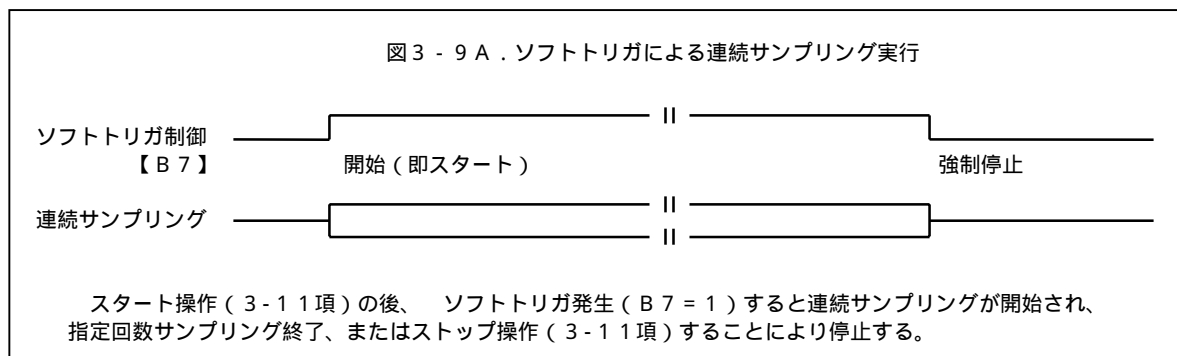 図３-９Ａ．ソフトトリガによる連続サンプリング実行
ソフトトリガ制御
【Ｂ７】
開始（即スタート）
強制停止
連続サンプリング
スタート操作（３-１１項）の後、　ソフトトリガ発生（Ｂ７＝１）すると連続サンプリングが開始され、
指定回数サンプリング終了、またはストップ操作（３-１１項）することにより停止する。